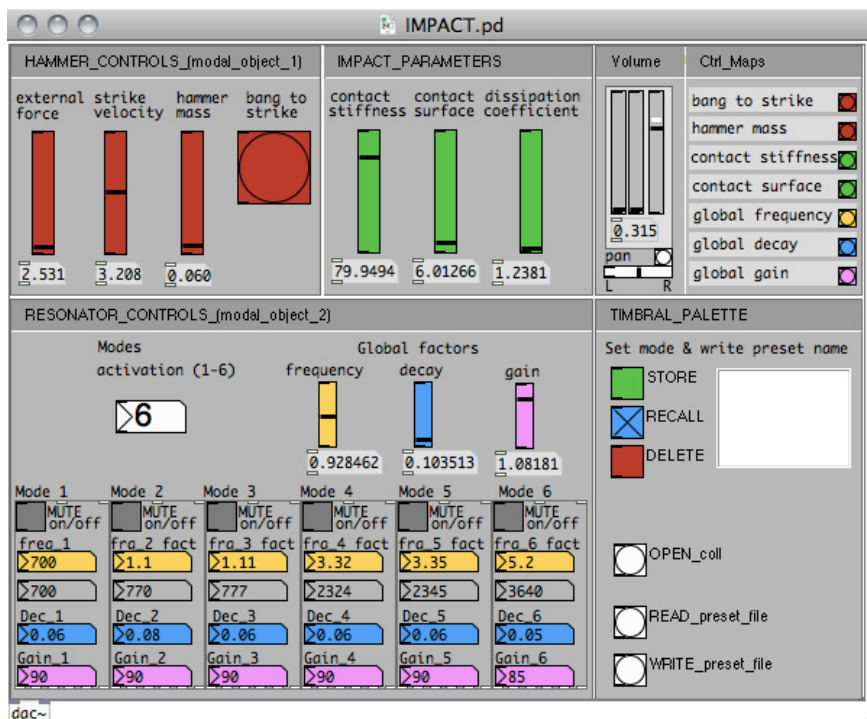 IMPACT.pd
HAMMER_CONTROLS_(modal_object_1)
external force
strike velocity
hammer mass
bang to strike
2.531
3.208
0.060
IMPACT_PARAMETERS
contact stiffness
contact surface
dissipation coefficient
79.9494
6.01266
1.2381
Volume
0.315
pan
L R
Ctrl_Maps
bang to strike
hammer mass
contact stiffness
contact surface
global frequency
global decay
global gain
RESONATOR_CONTROLS_(modal_object_2)
Modes
activation (1-6)
6
Global factors
frequency
decay
gain
0.928462
0.103513
1.08181
Mode 1 Mode 2 Mode 3 Mode 4 Mode 5 Mode 6
MUTE MUTE MUTE MUTE MUTE MUTE
on/off on/off on/off on/off on/off on/off
freq_1 frq_2 fact frq_3 fact frq_4 fact frq_5 fact frq_6 fact
700 1.1 1.11 3.32 3.35 5.2
700 770 777 2324 2345 3640
Dec_1 Dec_2 Dec_3 Dec_4 Dec_5 Dec_6
0.06 0.08 0.06 0.06 0.06 0.05
Gain_1 Gain_2 Gain_3 Gain_4 Gain_5 Gain_6
90 90 90 90 90 85
TIMBRAL_PALETTE
Set mode & write preset name
STORE
RECALL
DELETE
OPEN_coll
READ_preset_file
WRITE_preset_file
dac~